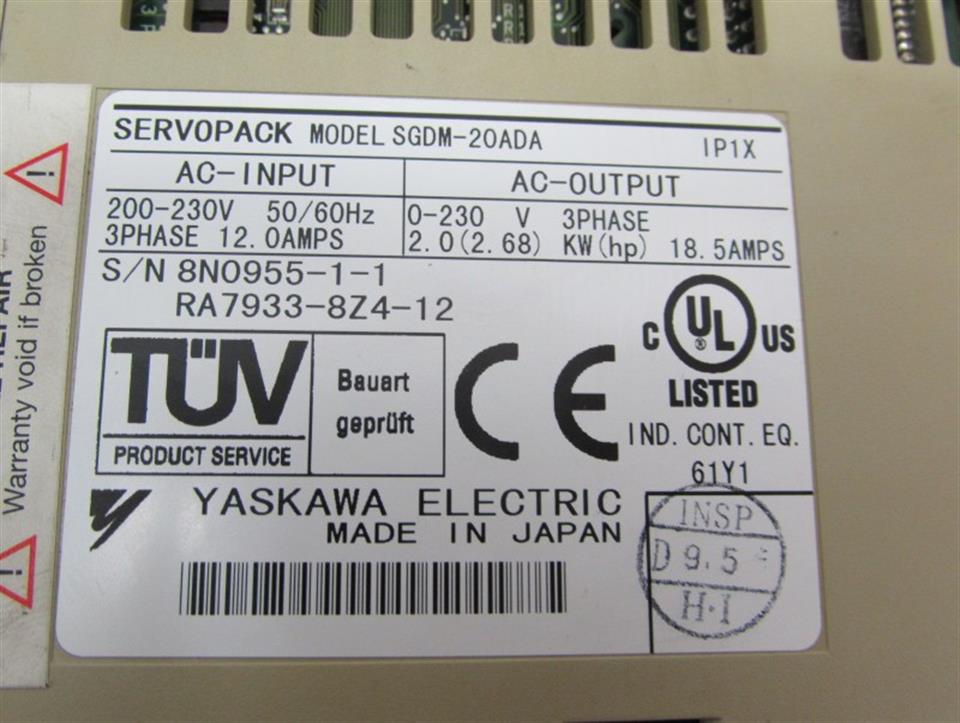 SERVOPACK MODEL SGDM-20ADA IP1X
AC-INPUT AC-OUTPUT
200-230V 50/60Hz 0-230 V 3PHASE
3PHASE 12.0AMPS 2.0(2.68) KW(hp) 18.5AMPS
S/N 8N0955-1-1
RA7933-8Z4-12
C UL ® US
LISTED
IND. CONT. EQ.
61Y1
TÜV
PRODUCT SERVICE
Bauart
geprüft
CE
YASKAWA ELECTRIC
MADE IN JAPAN
INSP
D 9.5
H·I
Warranty void if broken